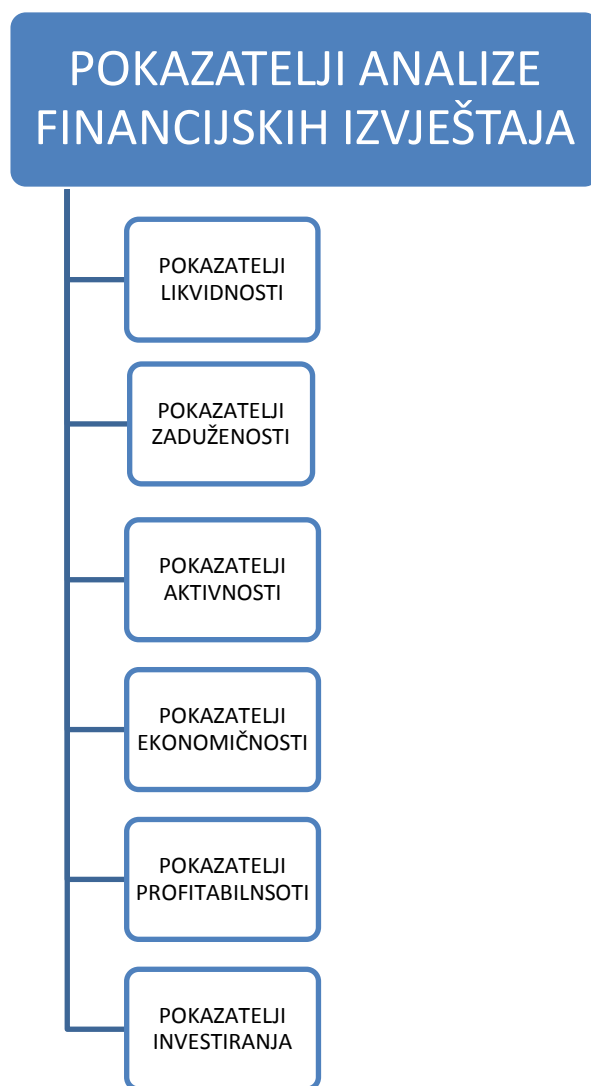 POKAZATELJI ANALIZE
FINANCIJSKIH IZVJEŠTAJA
POKAZATELJI
LIKVIDNOSTI
POKAZATELJI
ZADUŽENOSTI
POKAZATELJI
AKTIVNOSTI
POKAZATELJI
EKONOMIČNOSTI
POKAZATELJI
PROFITABILNSOTI
POKAZATELJI
INVESTIRANJA